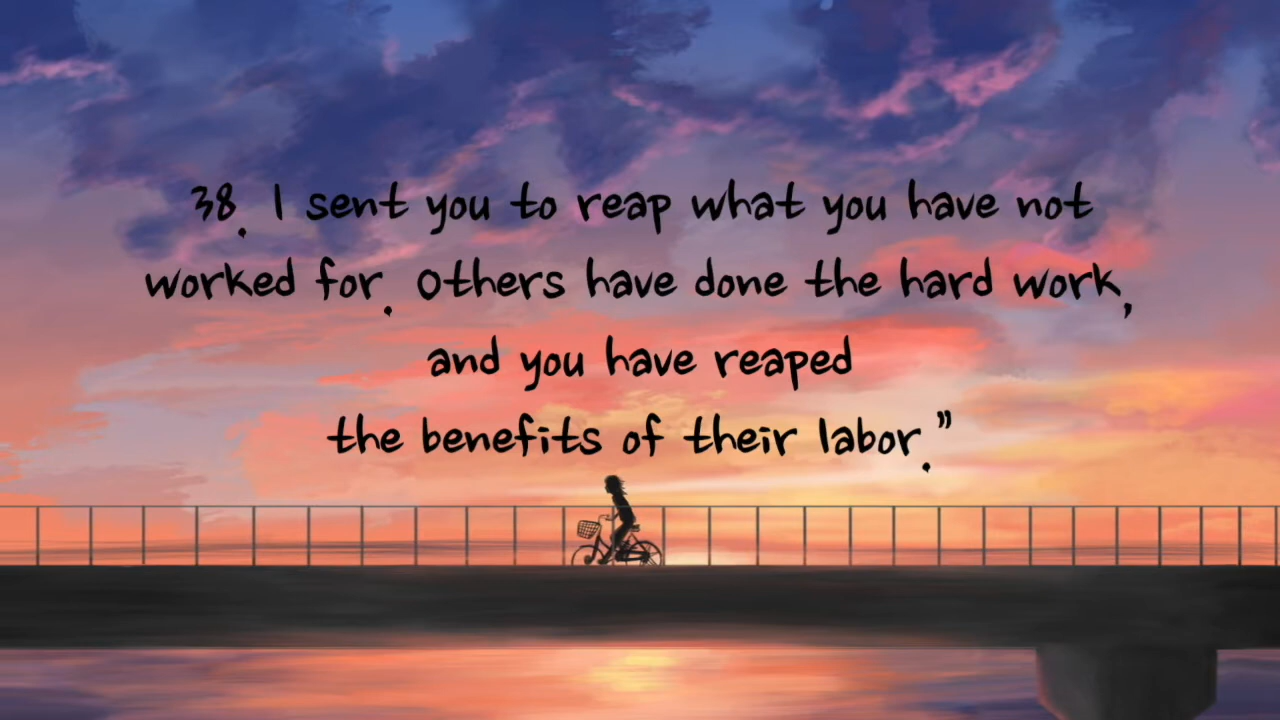 38. I sent you to reap what you have not
worked for. Others have done the hard work,
and you have reaped
the benefits of their labor.”